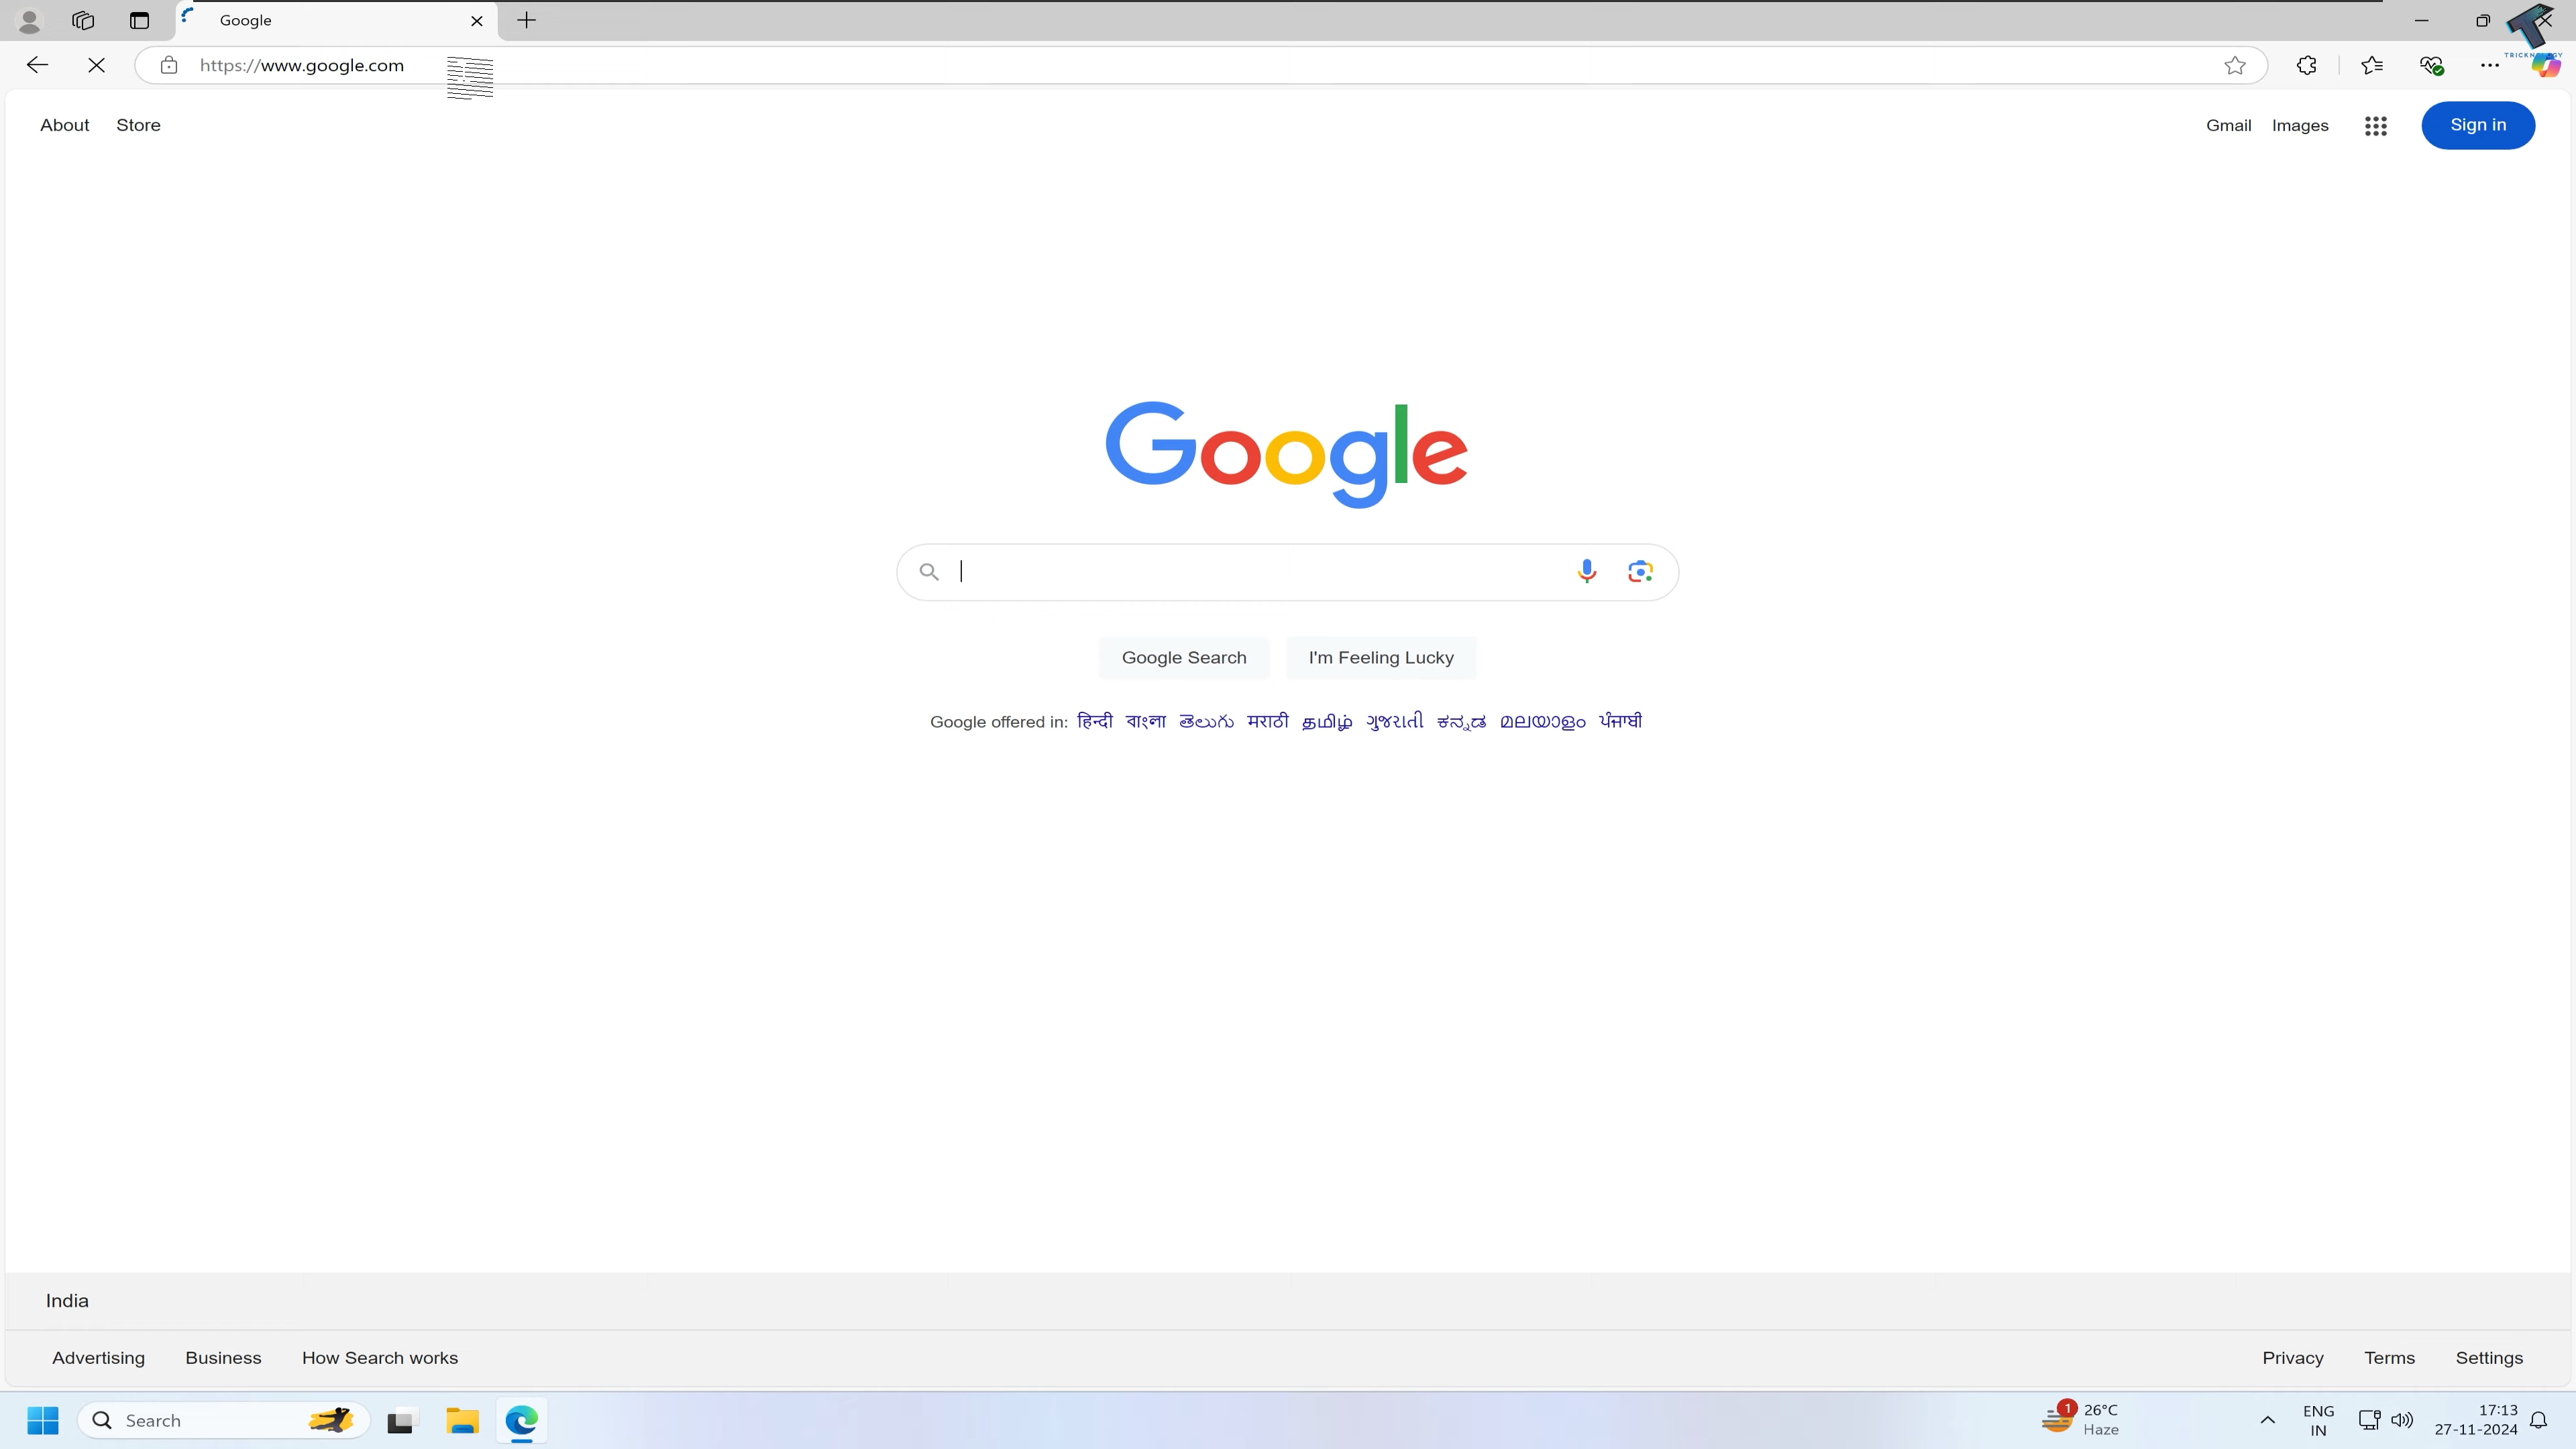 Google
https://www.google.com
TRICKNOLOGY
About Store
Gmail Images Sign in
Google
Google Search I'm Feeling Lucky
Google offered in: हिन्दी বাংলা తెలుగు मराठी தமிழ் ગુજરાતી ಕನ್ನಡ മലയാളം ਪੰਜਾਬੀ
India
Advertising Business How Search works
Privacy Terms Settings
Search
1
26°C
Haze
ENG
IN
17:13
27-11-2024